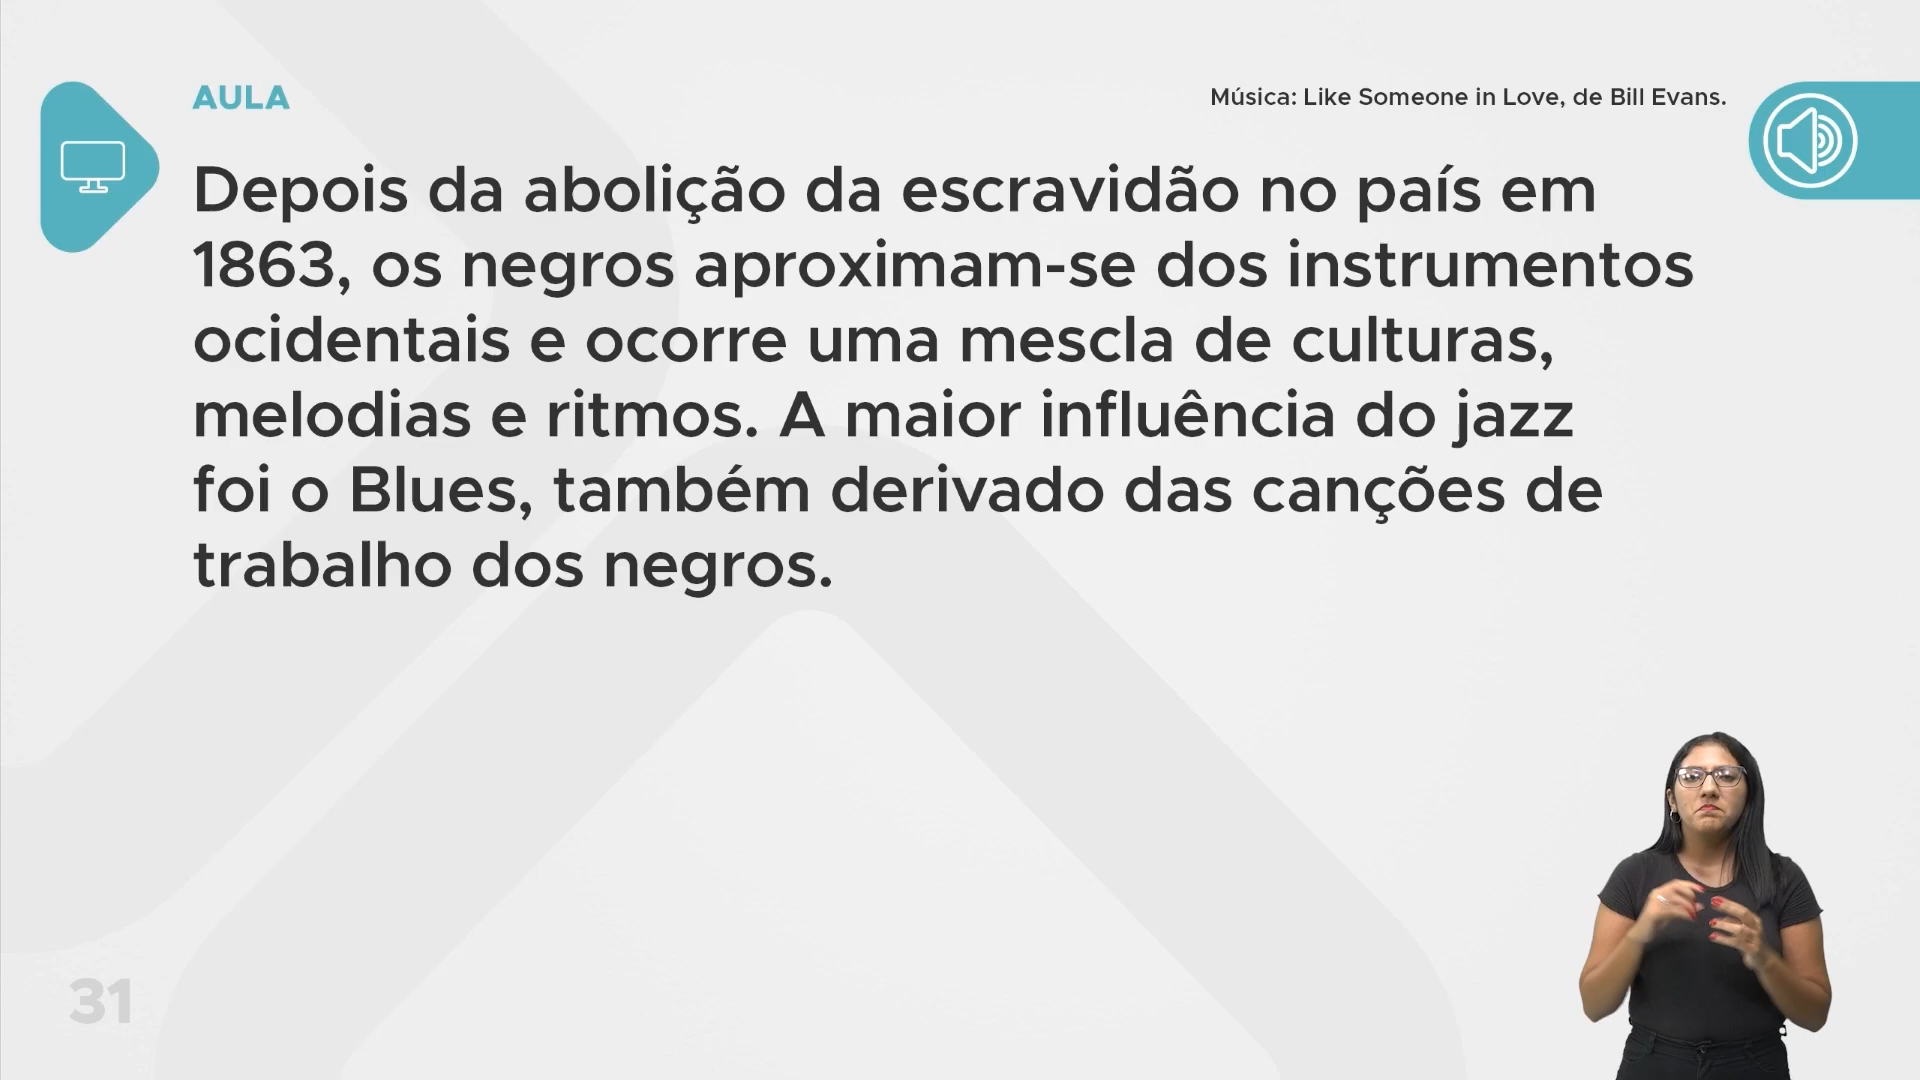 AULA
Música: Like Someone in Love, de Bill Evans.
Depois da abolição da escravidão no país em
1863, os negros aproximam-se dos instrumentos
ocidentais e ocorre uma mescla de culturas,
melodias e ritmos. A maior influência do jazz
foi o Blues, também derivado das canções de
trabalho dos negros.
31